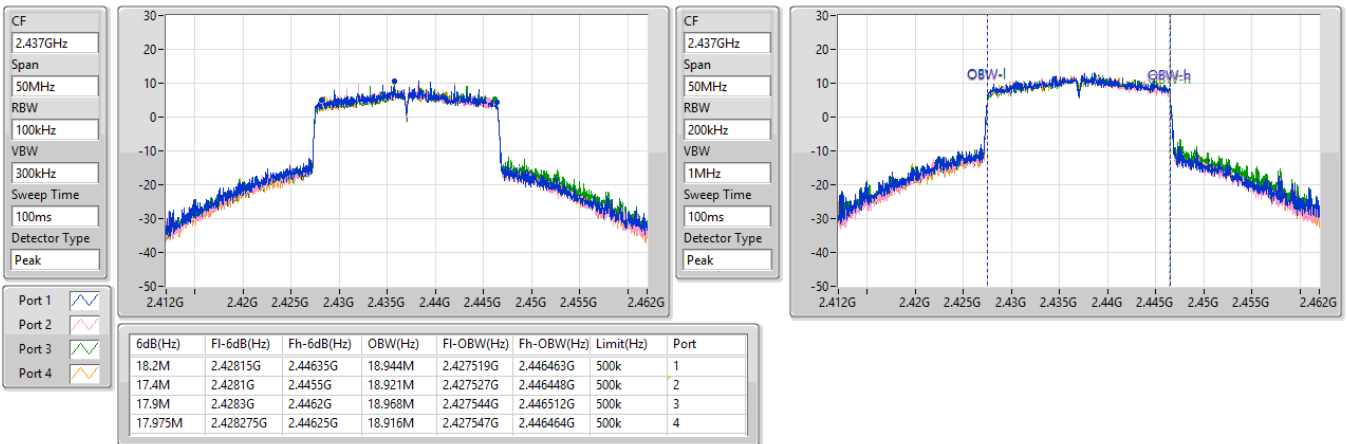 CF
2.437GHz
Span
50MHz
RBW
100kHz
VBW
300kHz
Sweep Time
100ms
Detector Type
Peak
30
20
10
0
-10
-20
-30
-40
-50
2.412G 2.42G 2.425G 2.43G 2.435G 2.44G 2.445G 2.45G 2.455G 2.462G
CF
2.437GHz
Span
50MHz
RBW
200kHz
VBW
1MHz
Sweep Time
100ms
Detector Type
Peak
30
20
10
0
-10
-20
-30
-40
-50
OBW-l OBW-h
2.412G 2.42G 2.425G 2.43G 2.435G 2.44G 2.445G 2.45G 2.455G 2.462G
Port 1
Port 2
Port 3
Port 4
6dB(Hz) Fl-6dB(Hz) Fh-6dB(Hz) OBW(Hz) Fl-OBW(Hz) Fh-OBW(Hz) Limit(Hz) Port
18.2M 2.42815G 2.44635G 18.944M 2.427519G 2.446463G 500k 1
17.4M 2.4281G 2.4455G 18.921M 2.427527G 2.446448G 500k 2
17.9M 2.4283G 2.4462G 18.968M 2.427544G 2.446512G 500k 3
17.975M 2.428275G 2.44625G 18.916M 2.427547G 2.446464G 500k 4